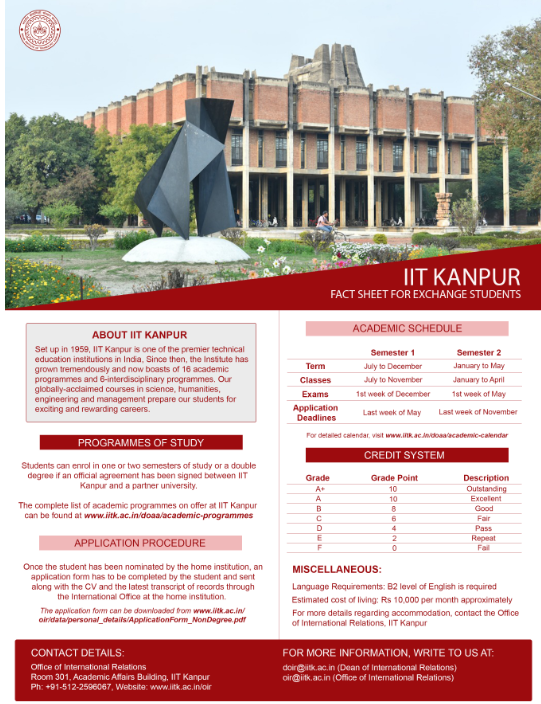 IIT KANPUR
FACT SHEET FOR EXCHANGE STUDENTS
ABOUT IIT KANPUR
Set up in 1959, IIT Kanpur is one of the premier technical
education institutions in India, Since then, the Institute has
grown tremendously and now boasts of 16 academic
programmes and 6-interdisciplinary programmes. Our
globally-acclaimed courses in science, humanities,
engineering and management prepare our students for
exciting and rewarding careers.
PROGRAMMES OF STUDY
Students can enrol in one or two semesters of study or a double
degree if an official agreement has been signed between IIT
Kanpur and a partner university.
The complete list of academic programmes on offer at IIT Kanpur
can be found at www.iitk.ac.in/doaa/academic-programmes
APPLICATION PROCEDURE
Once the student has been nominated by the home institution, an
application form has to be completed by the student and sent
along with the CV and the latest transcript of records through
the International Office at the home institution.
The application form can be downloaded from www.iitk.ac.in/
oir/data/personal_details/ApplicationForm_NonDegree.pdf
ACADEMIC SCHEDULE
Semester 1 Semester 2
Term July to December January to May
Classes July to November January to April
Exams 1st week of December 1st week of May
Application
Deadlines Last week of May Last week of November
For detailed calendar, visit www.iitk.ac.in/doaa/academic-calendar
CREDIT SYSTEM
Grade Grade Point Description
A+ 10 Outstanding
A 10 Excellent
B 8 Good
C 6 Fair
D 4 Pass
E 2 Repeat
F 0 Fail
MISCELLANEOUS:
Language Requirements: B2 level of English is required
Estimated cost of living: Rs 10,000 per month approximately
For more details regarding accommodation, contact the Office
of International Relations, IIT Kanpur
CONTACT DETAILS:
Office of International Relations
Room 301, Academic Affairs Building, IIT Kanpur
Ph: +91-512-2596067, Website: www.iitk.ac.in/oir
FOR MORE INFORMATION, WRITE TO US AT:
doir@iitk.ac.in (Dean of International Relations)
oir@iitk.ac.in (Office of International Relations)